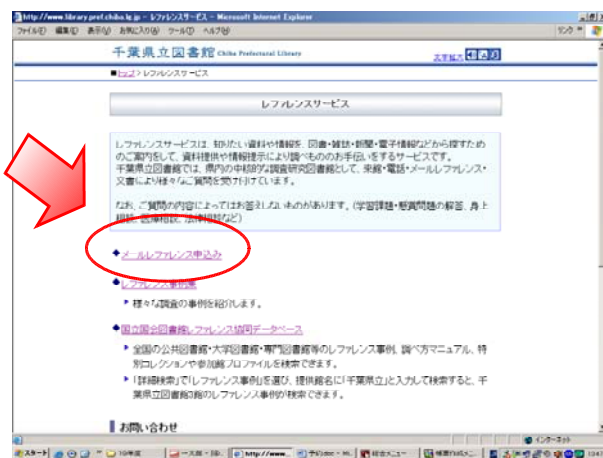 http://www.library.pref.chiba.lg.jp - レファレンスサービス - Microsoft Internet Explorer
ファイル(F) 編集(E) 表示(V) お気に入り(A) ツール(T) ヘルプ(H)
千葉県立図書館 Chiba Prefectural Library
文字拡大
■トップ> レファレンスサービス
レファレンスサービス
レファレンスサービスは、知りたい資料や情報を、図書・雑誌・新聞・電子情報などから探すため
のご案内をして、資料提供や情報提示により調べもののお手伝いをするサービスです。
千葉県立図書館では、県内の中核的な調査研究図書館として、来館・電話・メールレファレンス・
文書により様々なご質問を受け付けています。
なお、ご質問の内容によってはお答えしないものがあります。(学習課題・懸賞問題の解答、身上
相談、医療相談、法律相談など)
メールレファレンス申込み
レファレンス事例集
様々な調査の事例を紹介します。
国立国会図書館レファレンス協同データベース
全国の公共図書館・大学図書館・専門図書館等のレファレンス事例、調べ方マニュアル、特
別コレクションや参加館プロファイルを検索できます。
「詳細検索」で「レファレンス事例」を選び、提供館名に「千葉県立」と入力して検索すると、千
葉県立図書館3館のレファレンス事例が検索できます。
お問い合わせ
インターネット
スタート
http://www...